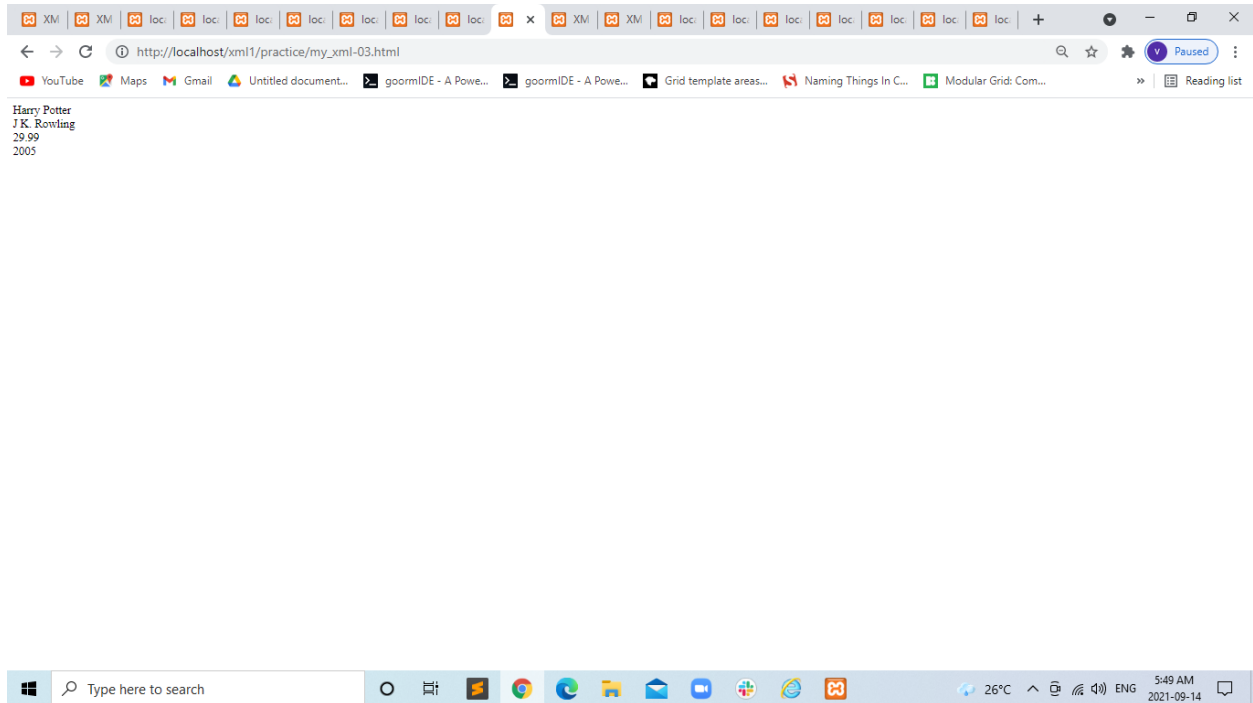 XM XM loc loc loc loc loc loc loc XM XM loc loc loc loc loc loc loc
http://localhost/xml1/practice/my_xml-03.html V Paused
YouTube Maps Gmail Untitled document... goormIDE - A Powe... goormIDE - A Powe... Grid template areas... Naming Things In C... Modular Grid: Com... » Reading list
Harry Potter
J K. Rowling
29.99
2005
Type here to search 26°C ENG 5:49 AM
2021-09-14